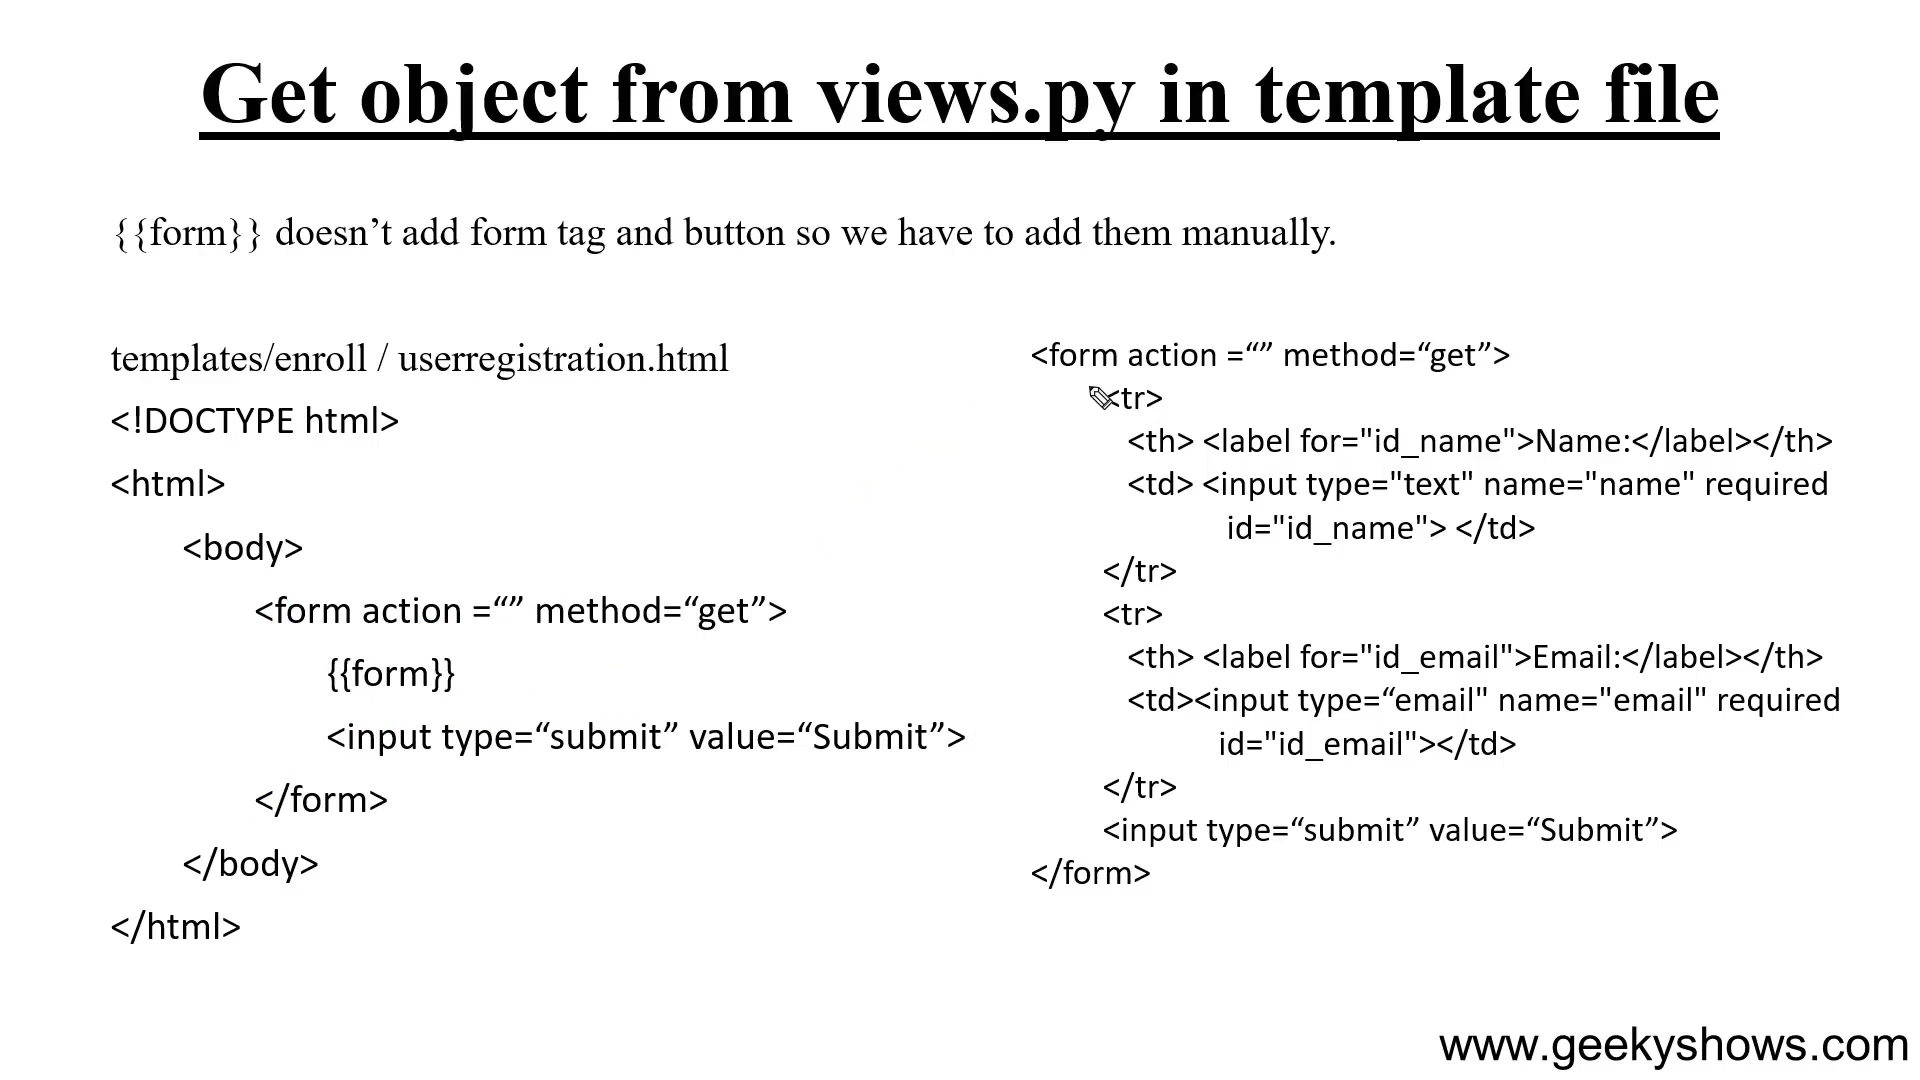 Get object from views.py in template file
{{form}} doesn’t add form tag and button so we have to add them manually.
templates/enroll / userregistration.html
<!DOCTYPE html>
<html>
<body>
<form action =“” method=“get”>
{{form}}
<input type=“submit” value=“Submit”>
</form>
</body>
</html>
<form action =“” method=“get”>
<tr>
<th> <label for="id_name">Name:</label></th>
<td> <input type="text" name="name" required
id="id_name"> </td>
</tr>
<tr>
<th> <label for="id_email">Email:</label></th>
<td><input type=“email" name="email" required
id="id_email"></td>
</tr>
<input type=“submit” value=“Submit”>
</form>
www.geekyshows.com